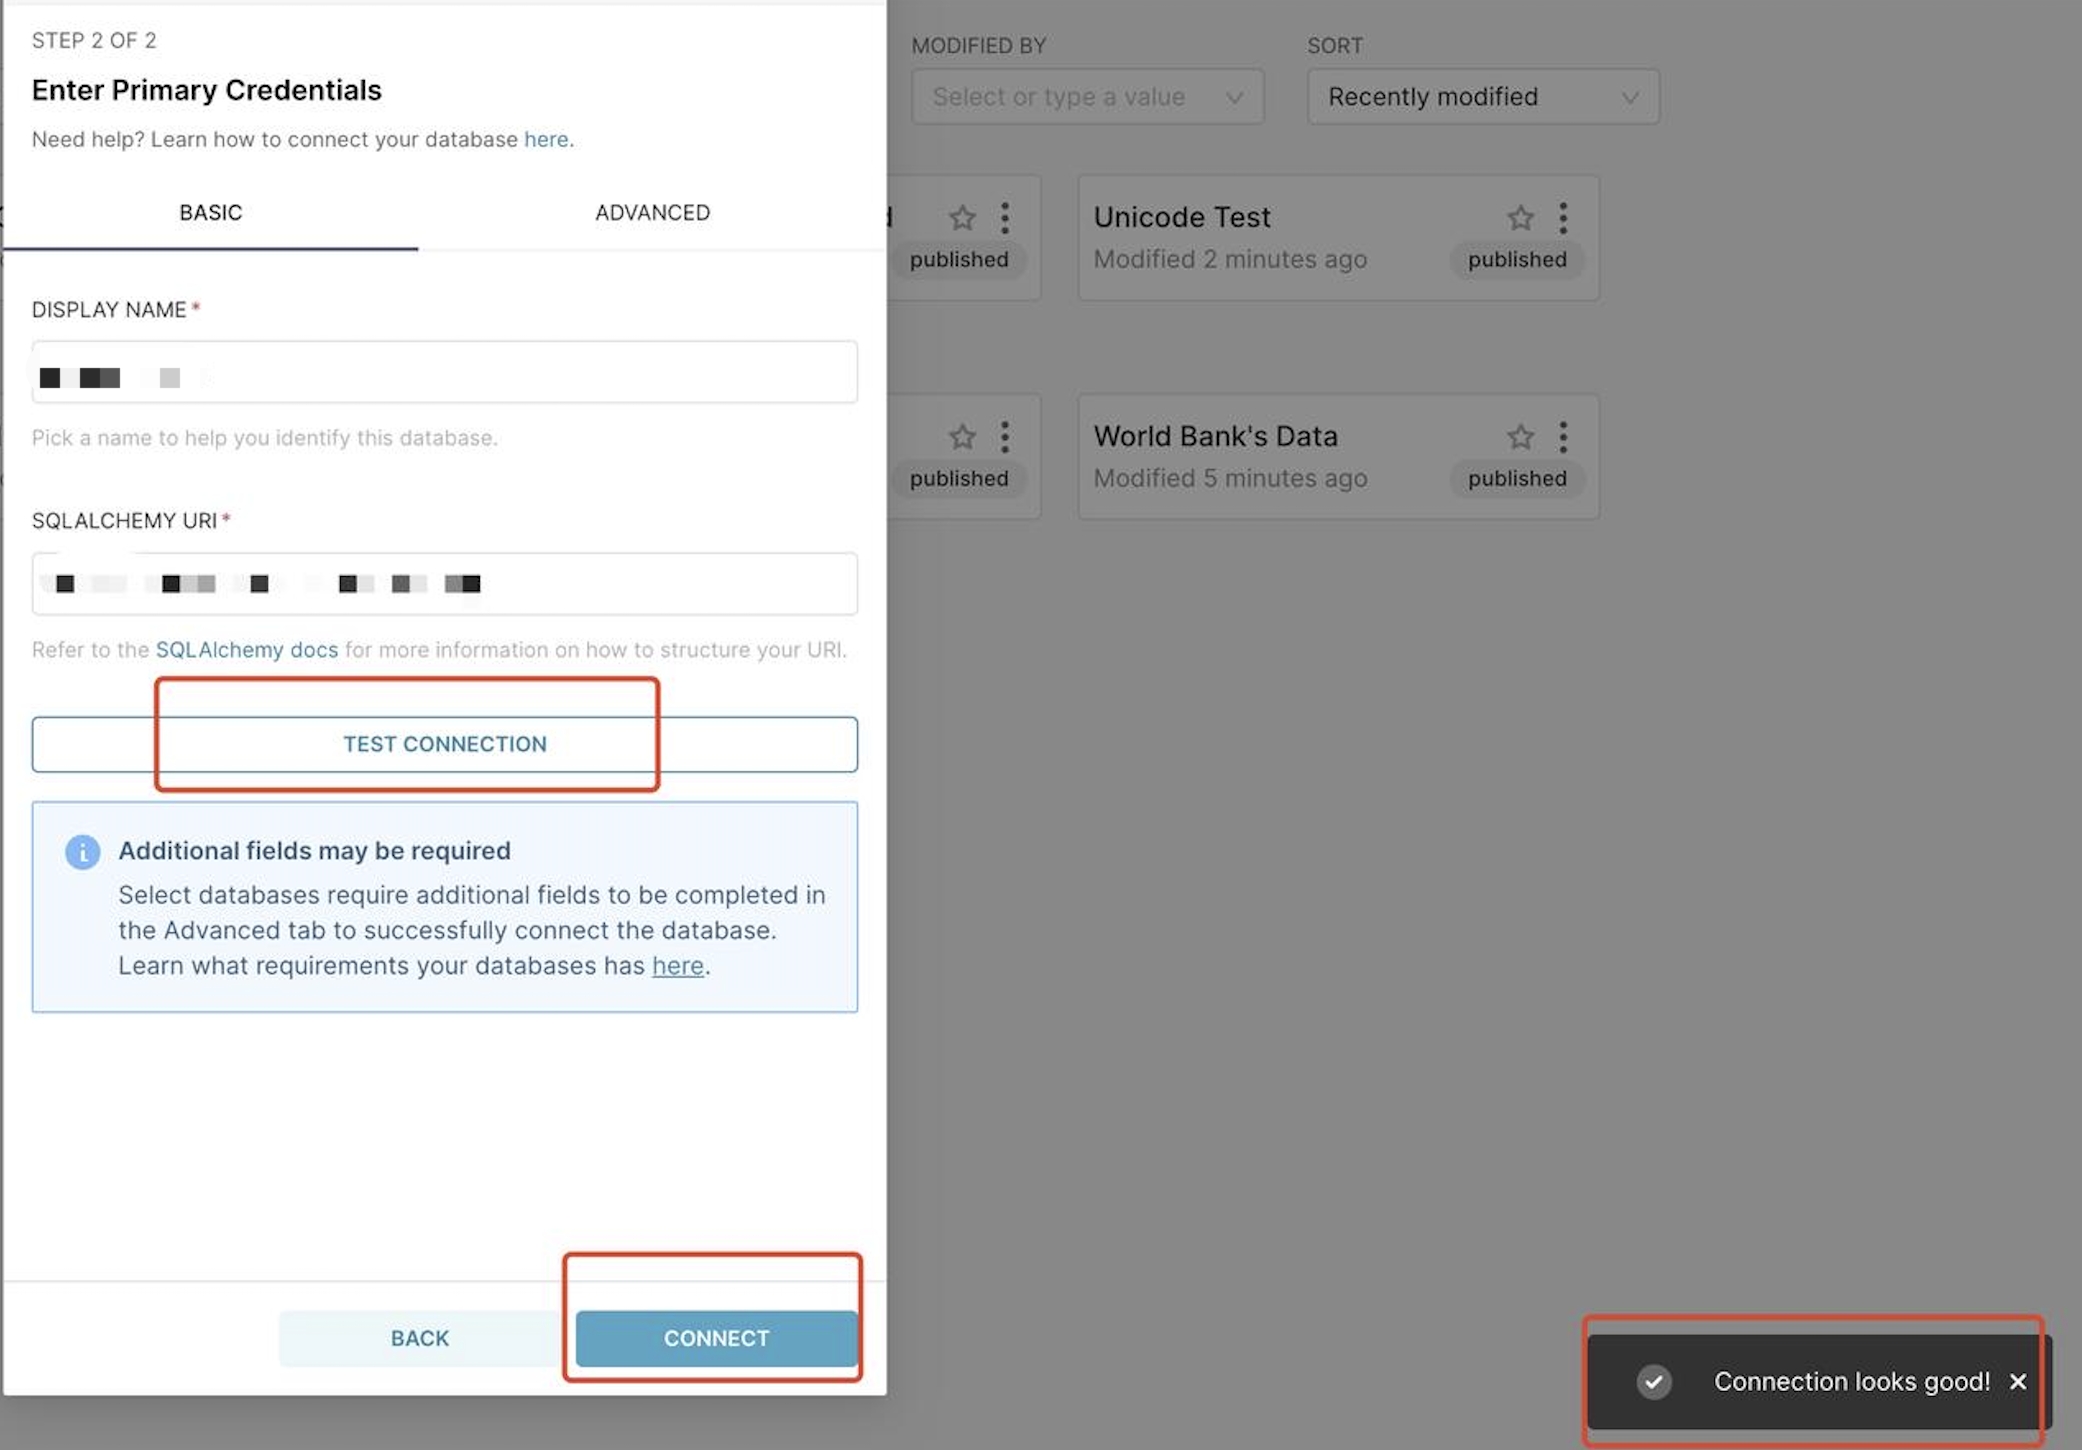 STEP 2 OF 2
Enter Primary Credentials
Need help? Learn how to connect your database here.
BASIC
ADVANCED
DISPLAY NAME*
Pick a name to help you identify this database.
SQLALCHEMY URI*
Refer to the SQLAlchemy docs for more information on how to structure your URI.
TEST CONNECTION
Additional fields may be required
Select databases require additional fields to be completed in
the Advanced tab to successfully connect the database.
Learn what requirements your databases has here.
BACK
CONNECT
MODIFIED BY
Select or type a value
SORT
Recently modified
published
Unicode Test
Modified 2 minutes ago
published
published
World Bank's Data
Modified 5 minutes ago
published
Connection looks good!